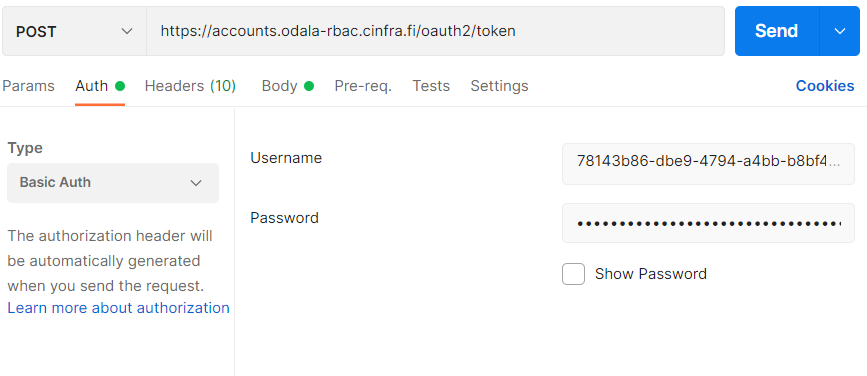 POST https://accounts.odala-rbac.cinfra.fi/oauth2/token Send
Params Auth Headers (10) Body Pre-req. Tests Settings Cookies
Type
Basic Auth
The authorization header will
be automatically generated
when you send the request.
Learn more about authorization
Username 78143b86-dbe9-4794-a4bb-b8bf4...
Password ••••••••••••••••••••••••••••••••
Show Password